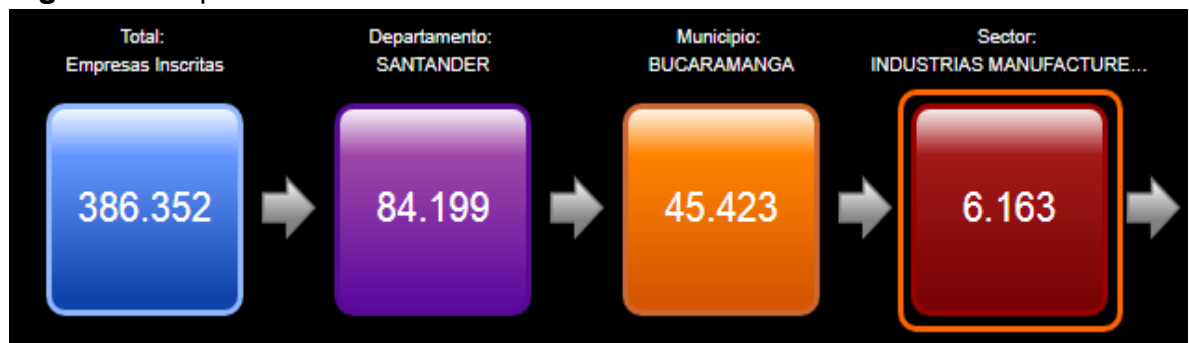 Total:
Empresas Inscritas
Departamento:
SANTANDER
Municipio:
BUCARAMANGA
Sector:
INDUSTRIAS MANUFACTURE...
386.352
84.199
45.423
6.163